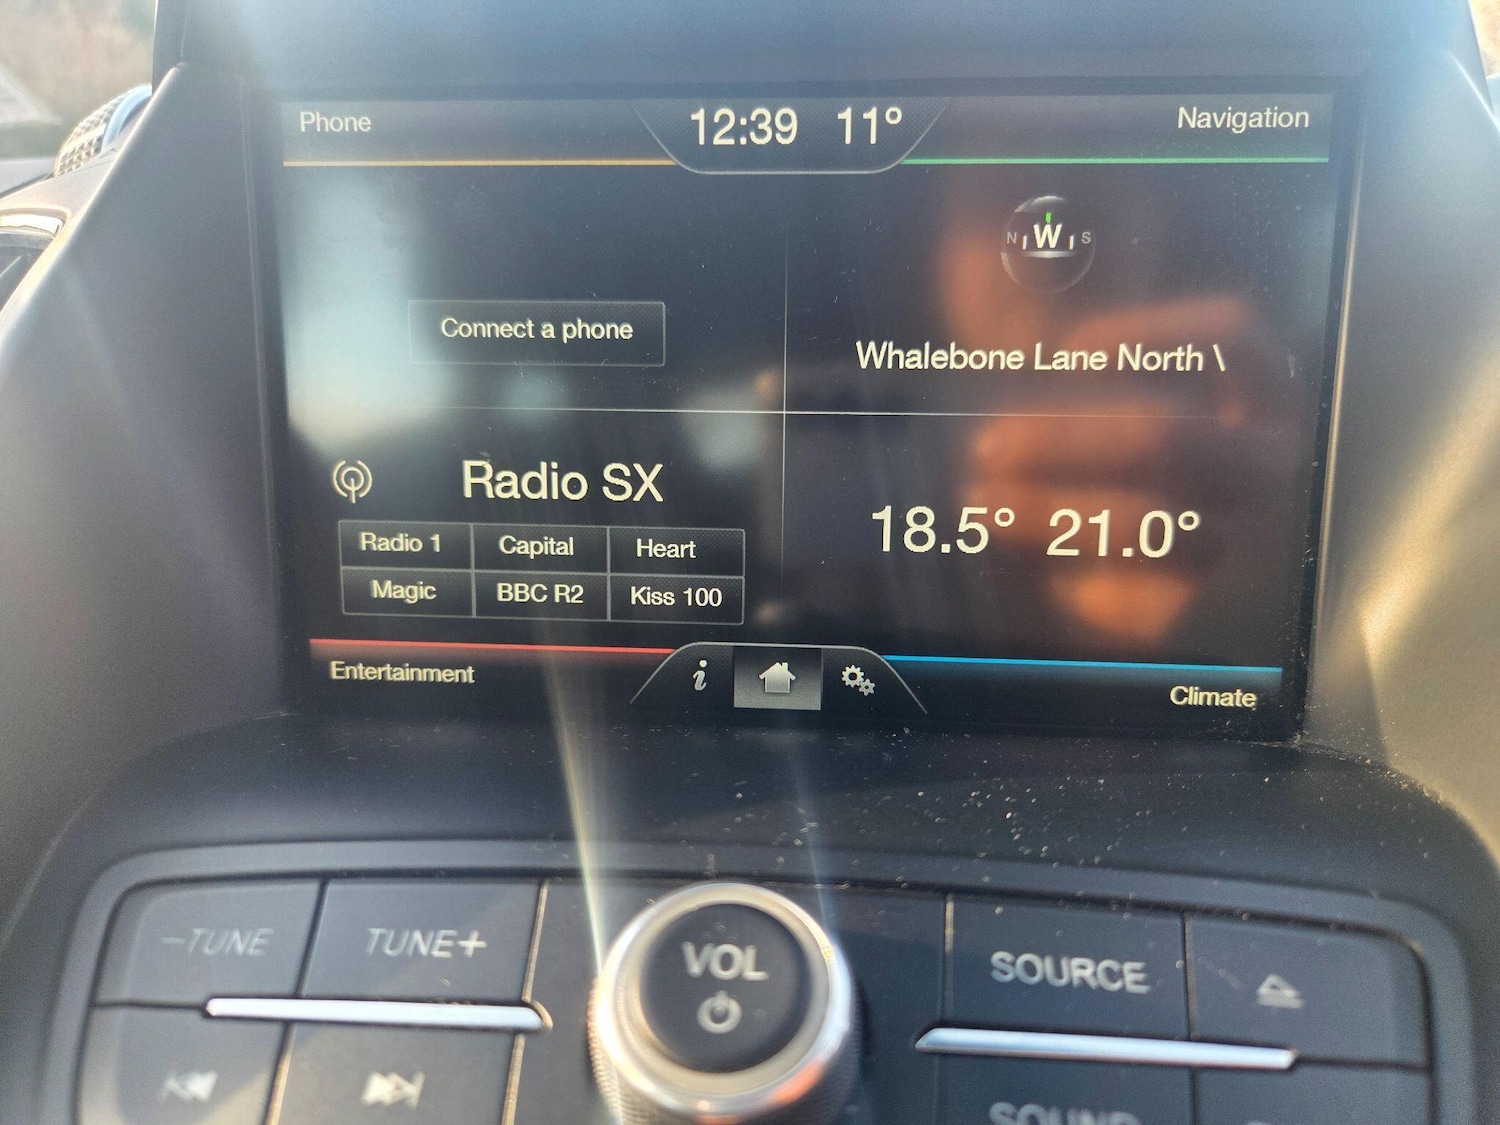 Phone
12:39 11°
Navigation
N W S
Connect a phone
Whalebone Lane North \
Radio SX
Radio 1 Capital Heart
Magic BBC R2 Kiss 100
18.5° 21.0°
Entertainment
i
Climate
-TUNE TUNE+
VOL
SOURCE
SOUND